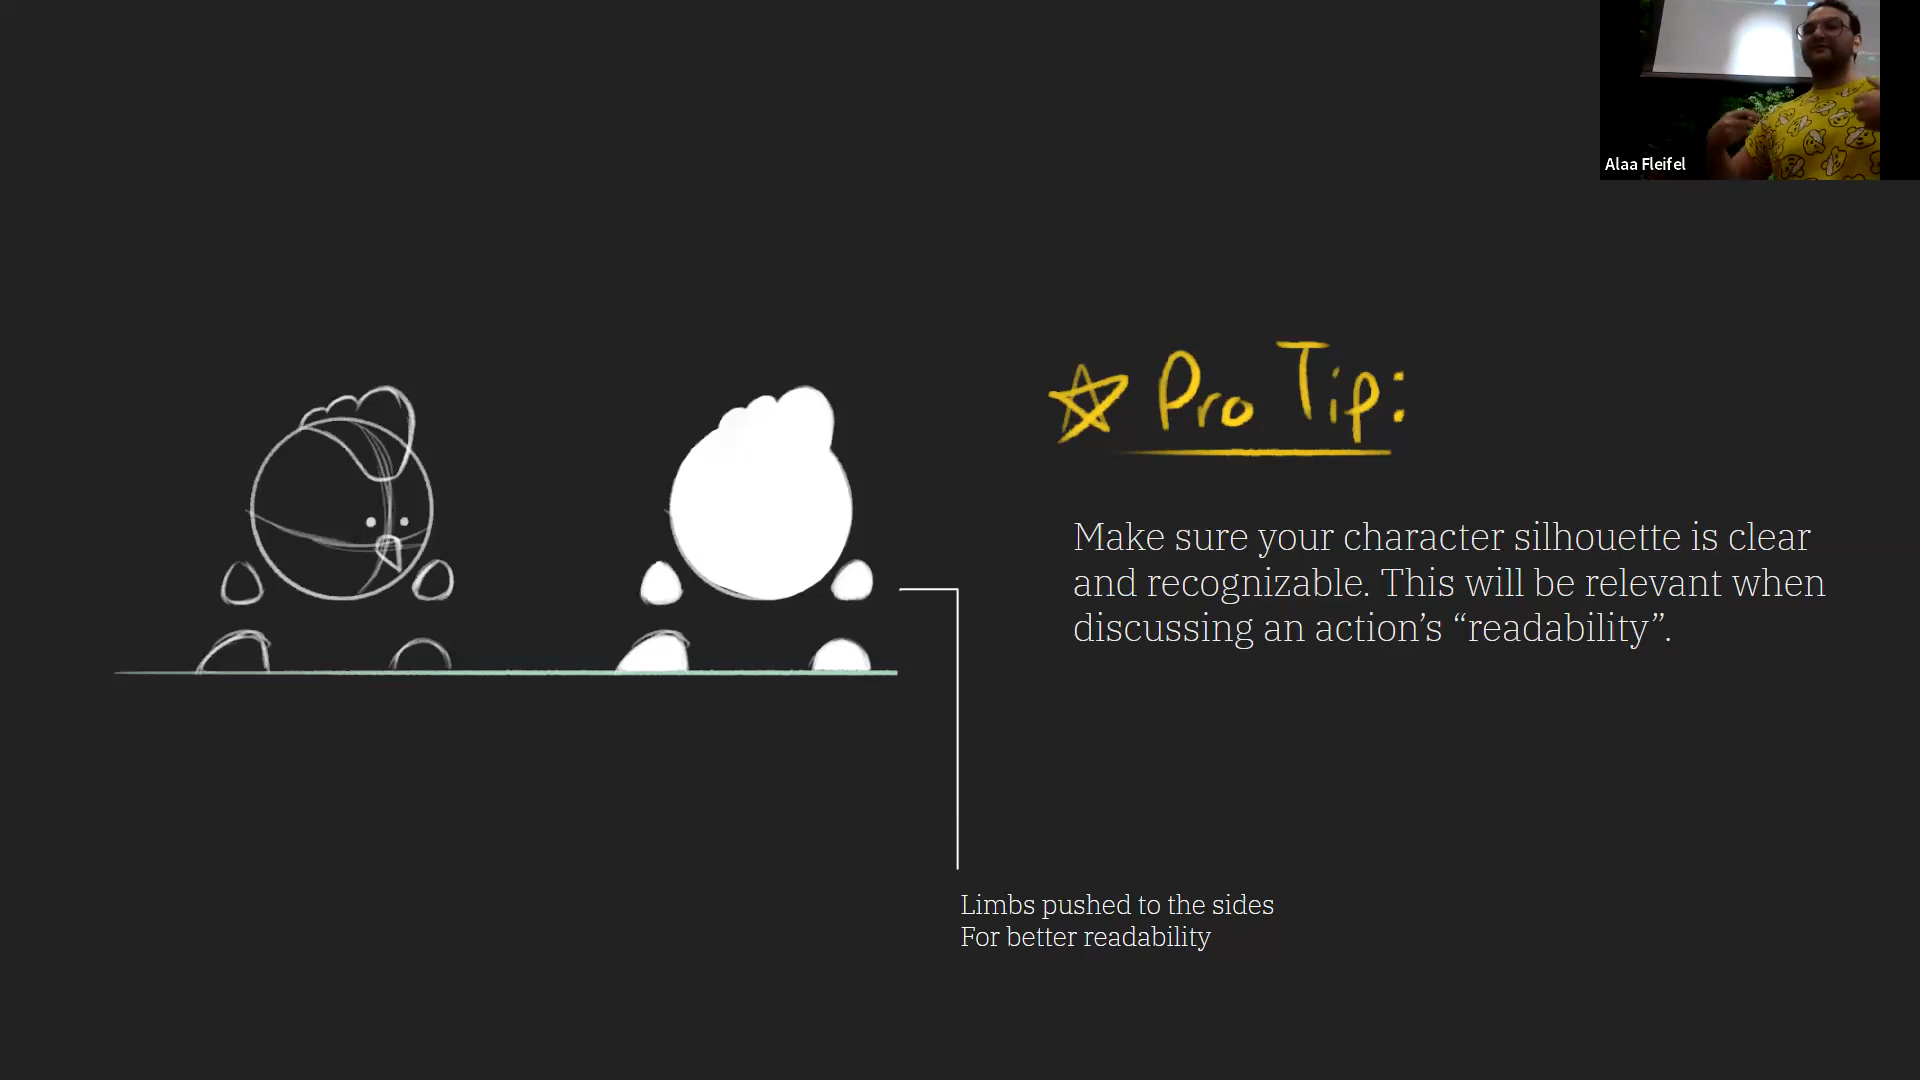 Alaa Fleifel
Pro Tip:
Make sure your character silhouette is clear
and recognizable. This will be relevant when
discussing an action’s “readability”.
Limbs pushed to the sides
For better readability